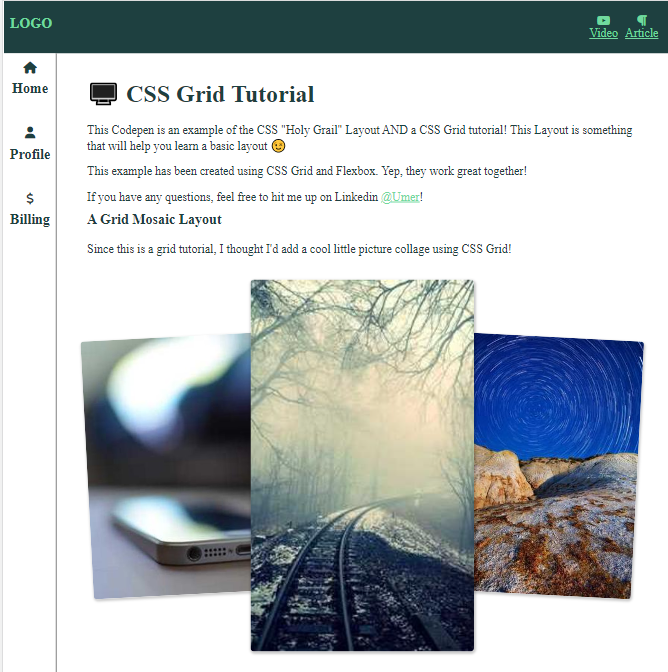 LOGO
Video Article
Home
Profile
Billing
CSS Grid Tutorial
This Codepen is an example of the CSS "Holy Grail" Layout AND a CSS Grid tutorial! This Layout is something
that will help you learn a basic layout 😉
This example has been created using CSS Grid and Flexbox. Yep, they work great together!
If you have any questions, feel free to hit me up on Linkedin @Umer!
A Grid Mosaic Layout
Since this is a grid tutorial, I thought I'd add a cool little picture collage using CSS Grid!